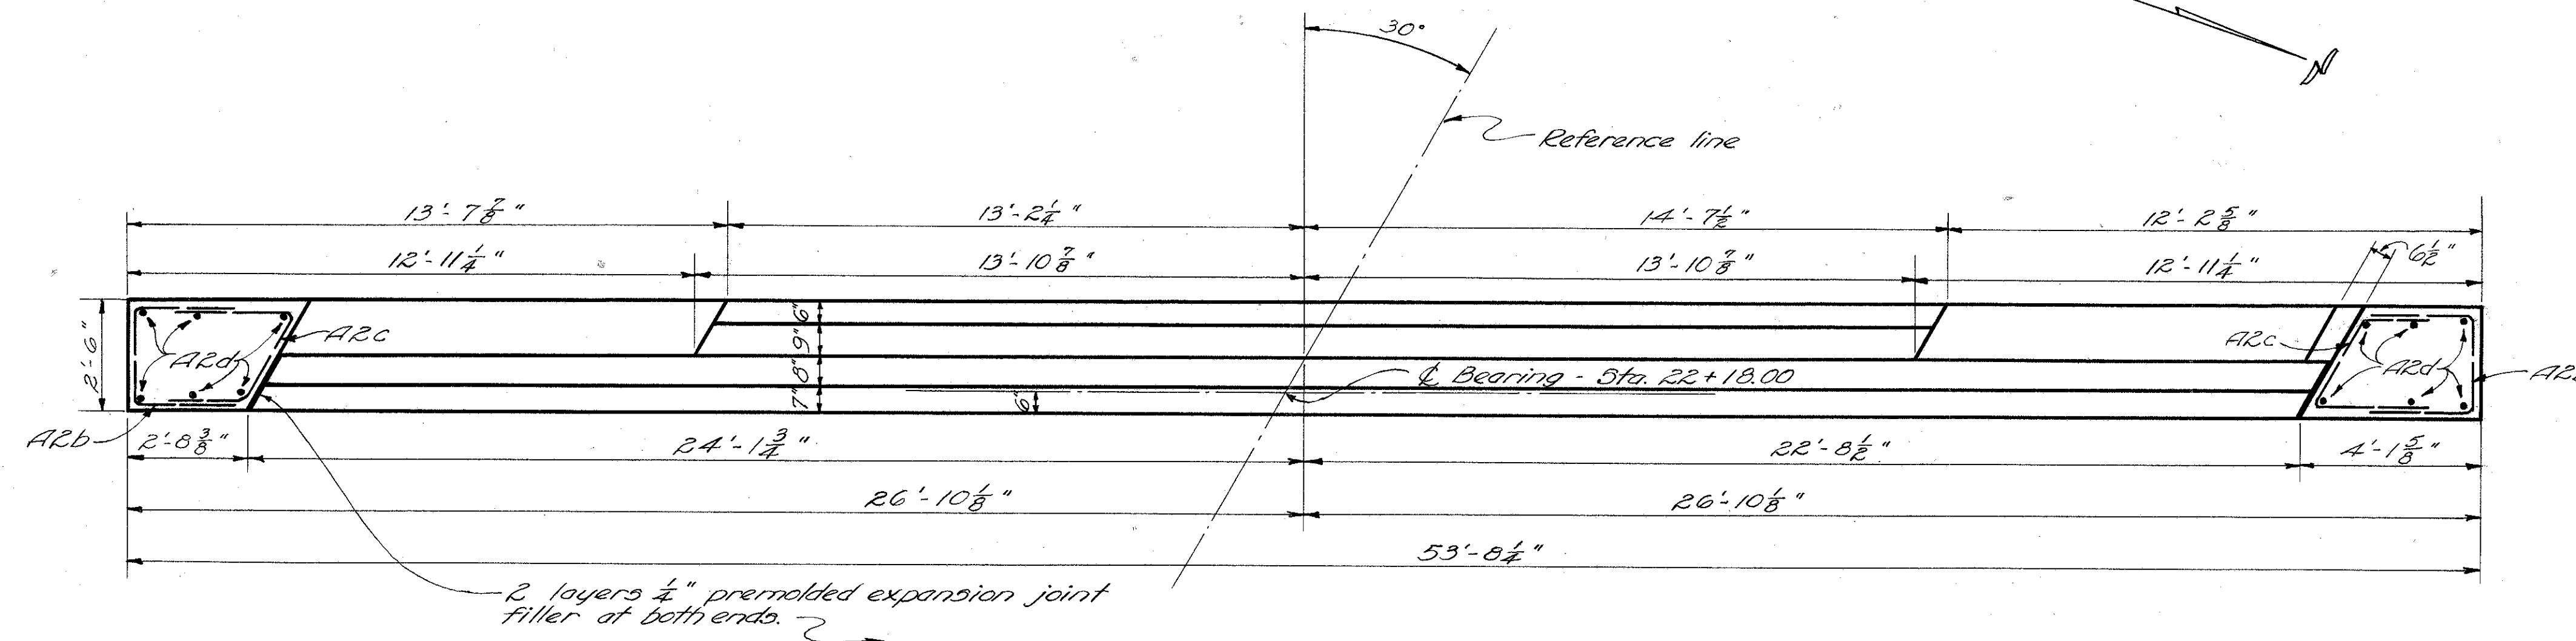 30°
N
Reference line
13'-7 7/8"
13'-2 1/4"
14'-7 1/2"
12'-2 5/8"
12'-11 1/4"
13'-10 7/8"
13'-10 7/8"
12'-11 1/4"
6 1/2"
2'-6"
A2d
A2c
6"
9"
8"
7"
6"
℄ Bearing - Sta. 22+18.00
A2c
A2d
A2b
2'-8 3/8"
24'-1 3/4"
22'-8 1/2"
4'-1 5/8"
26'-10 1/8"
26'-10 1/8"
53'-8 1/4"
2 layers 1/4" premolded expansion joint
filler at both ends.